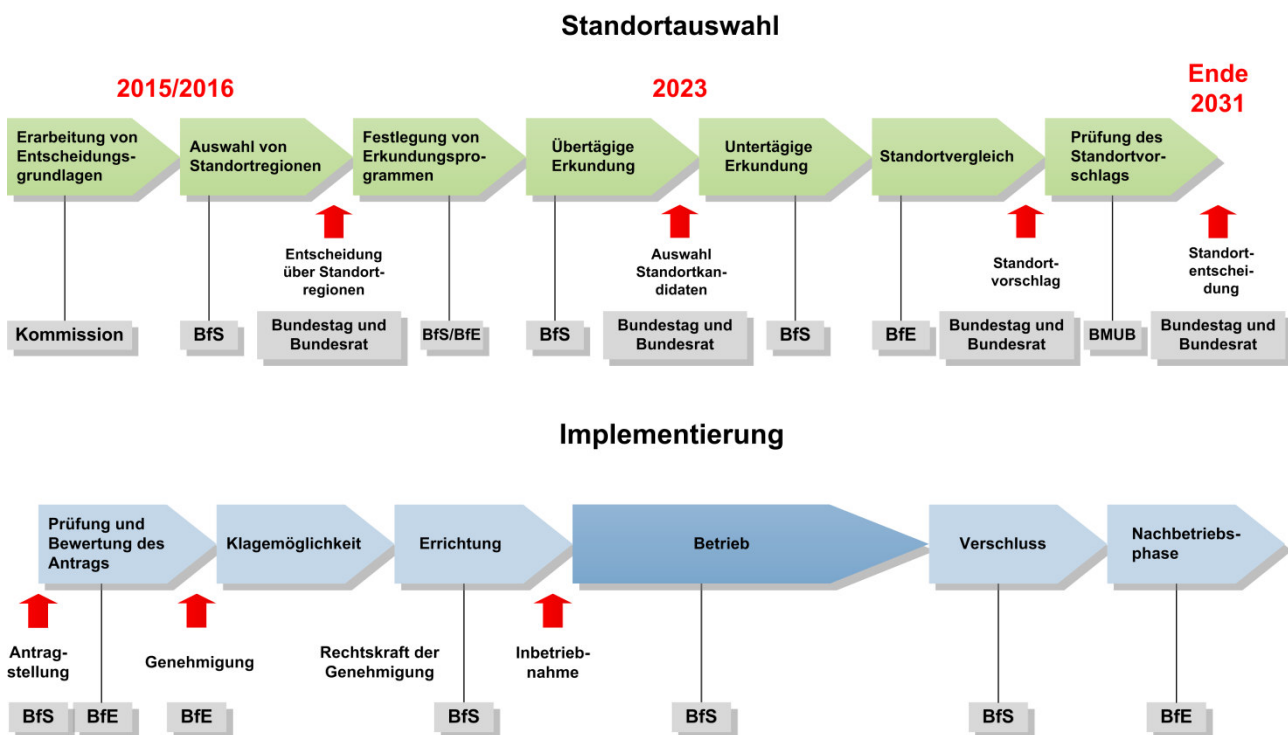 Standortauswahl
2015/2016
2023
Ende
2031
Erarbeitung von
Entscheidungs-
grundlagen
Auswahl von
Standortregionen
Festlegung von
Erkundungspro-
grammen
Übertägige
Erkundung
Untertägige
Erkundung
Standortvergleich
Prüfung des
Standortvor-
schlags
Entscheidung
über Standort-
regionen
Auswahl
Standortkan-
didaten
Standort-
vorschlag
Standort-
entschei-
dung
Kommission
BfS
Bundestag und
Bundesrat
BfS/BfE
BfS
Bundestag und
Bundesrat
BfS
BfE
Bundestag und
Bundesrat
BMUB
Bundestag und
Bundesrat
Implementierung
Prüfung und
Bewertung des
Antrags
Klagemöglichkeit
Errichtung
Betrieb
Verschluss
Nachbetriebs-
phase
Antrag-
stellung
Genehmigung
Rechtskraft der
Genehmigung
Inbetrieb-
nahme
BfS
BfE
BfE
BfS
BfS
BfS
BfE